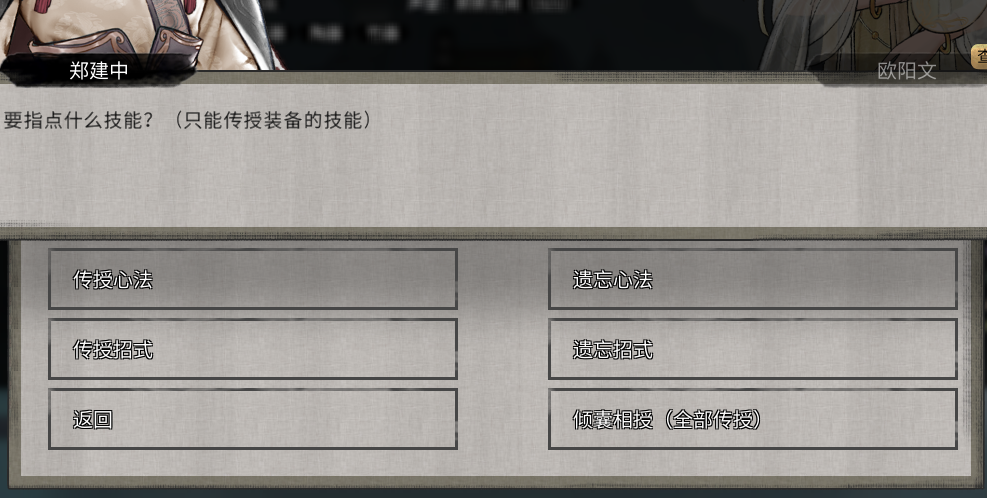 郑建中
欧阳文
查
要指点什么技能？（只能传授装备的技能）
传授心法
遗忘心法
传授招式
遗忘招式
返回
倾囊相授（全部传授）